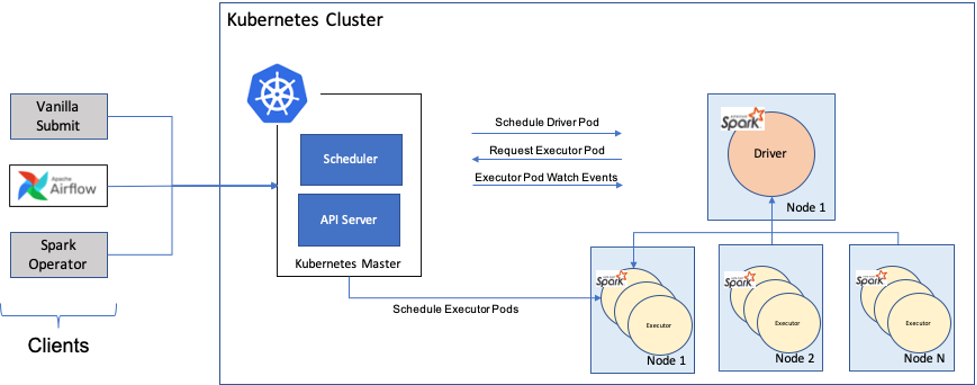 Kubernetes Cluster
Vanilla
Submit
Apache
Airflow
Spark
Operator
Clients
Scheduler
API Server
Kubernetes Master
Schedule Driver Pod
Request Executor Pod
Executor Pod Watch Events
Schedule Executor Pods
Spark
Driver
Node 1
Spark
Executor
Node 1
Spark
Executor
Node 2
Spark
Executor
Node N